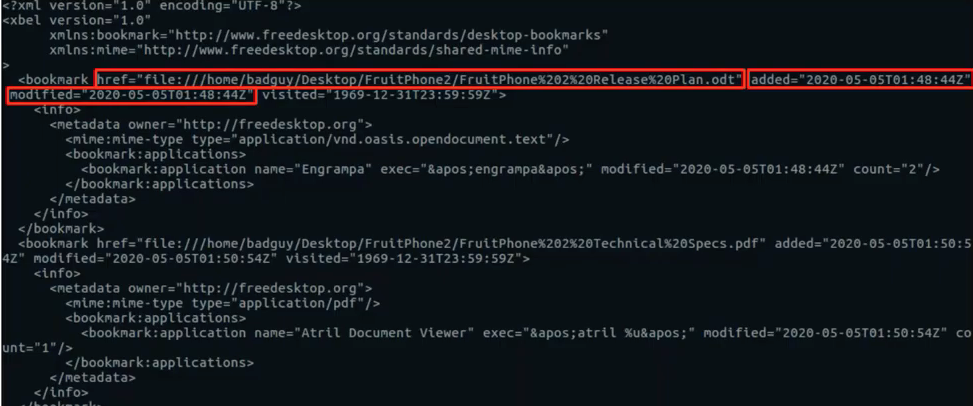 <?xml version="1.0" encoding="UTF-8"?>
<xbel version="1.0"
      xmlns:bookmark="http://www.freedesktop.org/standards/desktop-bookmarks"
      xmlns:mime="http://www.freedesktop.org/standards/shared-mime-info"
>
  <bookmark href="file:///home/badguy/Desktop/FruitPhone2/FruitPhone%202%20Release%20Plan.odt" added="2020-05-05T01:48:44Z"
modified="2020-05-05T01:48:44Z" visited="1969-12-31T23:59:59Z">
    <info>
      <metadata owner="http://freedesktop.org">
        <mime:mime-type type="application/vnd.oasis.opendocument.text"/>
        <bookmark:applications>
          <bookmark:application name="Engrampa" exec="&apos;engrampa&apos;" modified="2020-05-05T01:48:44Z" count="2"/>
        </bookmark:applications>
      </metadata>
    </info>
  </bookmark>
  <bookmark href="file:///home/badguy/Desktop/FruitPhone2/FruitPhone%202%20Technical%20Specs.pdf" added="2020-05-05T01:50:5
4Z" modified="2020-05-05T01:50:54Z" visited="1969-12-31T23:59:59Z">
    <info>
      <metadata owner="http://freedesktop.org">
        <mime:mime-type type="application/pdf"/>
        <bookmark:applications>
          <bookmark:application name="Atril Document Viewer" exec="&apos;atril %u&apos;" modified="2020-05-05T01:50:54Z" co
unt="1"/>
        </bookmark:applications>
      </metadata>
    </info>
  </bookmark>